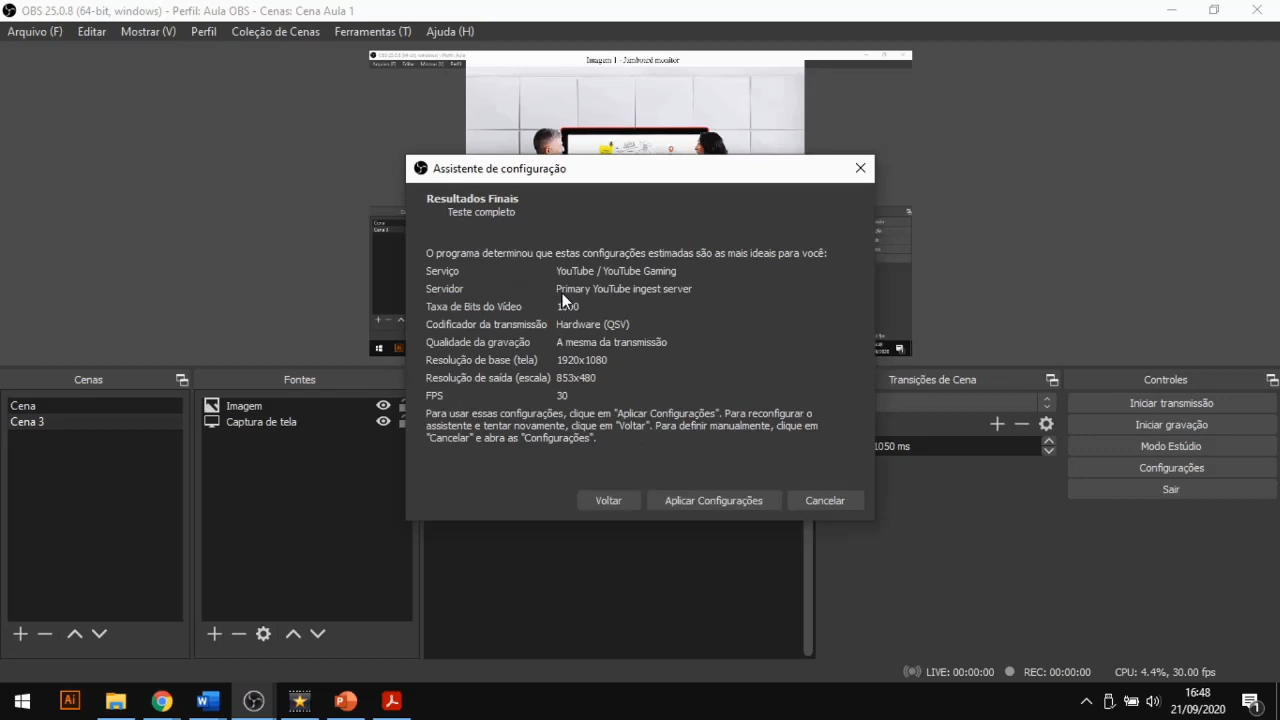 OBS 25.0.8 (64-bit, windows) - Perfil: Aula OBS - Cenas: Cena Aula 1
Arquivo (F) Editar Mostrar (V) Perfil Coleção de Cenas Ferramentas (T) Ajuda (H)
Imagem 1 - Jamboard monitor
Assistente de configuração
Resultados Finais
Teste completo
O programa determinou que estas configurações estimadas são as mais ideais para você:
Serviço YouTube / YouTube Gaming
Servidor Primary YouTube ingest server
Taxa de Bits do Vídeo
Codificador da transmissão Hardware (QSV)
Qualidade da gravação A mesma da transmissão
Resolução de base (tela) 1920x1080
Resolução de saída (escala) 853x480
FPS 30
Para usar essas configurações, clique em "Aplicar Configurações". Para reconfigurar o
assistente e tentar novamente, clique em "Voltar". Para definir manualmente, clique em
"Cancelar" e abra as "Configurações".
Voltar Aplicar Configurações Cancelar
Cenas
Cena
Cena 3
Fontes
Imagem
Captura de tela
Transições de Cena
1050 ms
Controles
Iniciar transmissão
Iniciar gravação
Modo Estúdio
Configurações
Sair
LIVE: 00:00:00 REC: 00:00:00 CPU: 4.4%, 30.00 fps
16:48
21/09/2020